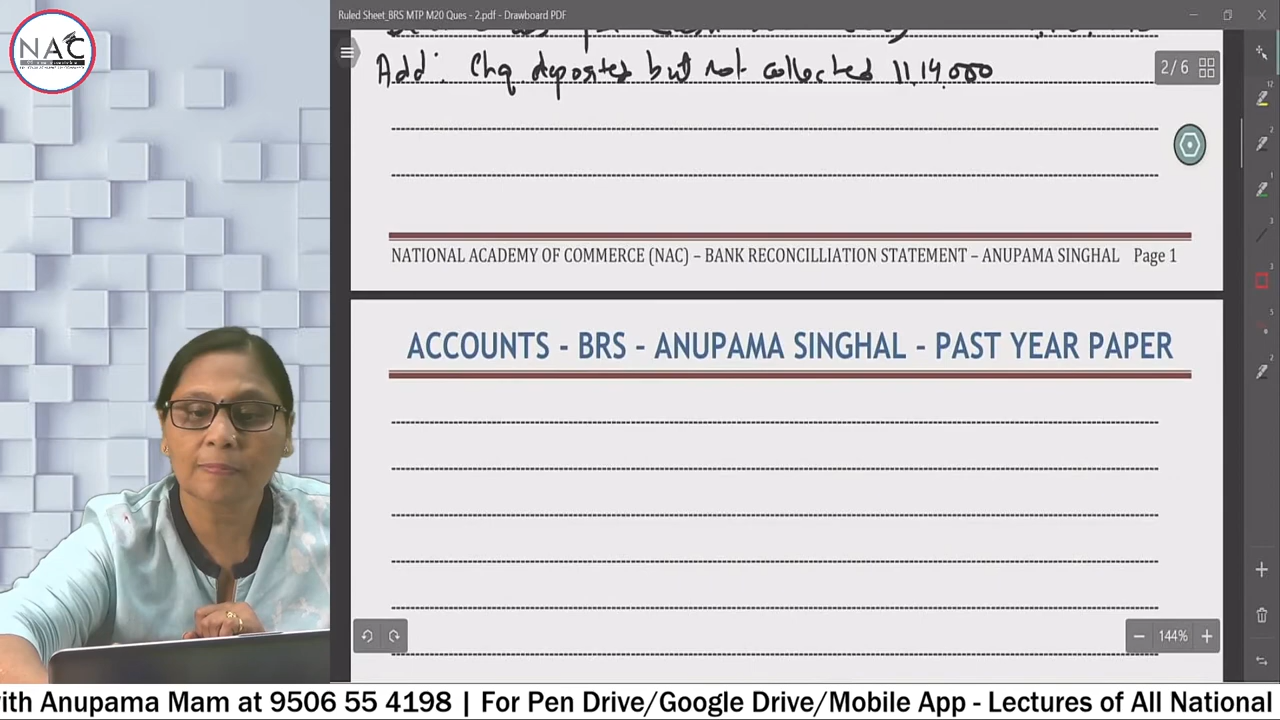 Ruled Sheet_BRS MTP M20 Ques - 2.pdf - Drawboard PDF
NAC
Add: Chq deposited but not collected 11,14,000
2/6
NATIONAL ACADEMY OF COMMERCE (NAC) – BANK RECONCILLIATION STATEMENT – ANUPAMA SINGHAL Page 1
ACCOUNTS - BRS - ANUPAMA SINGHAL - PAST YEAR PAPER
144%
with Anupama Mam at 9506 55 4198 | For Pen Drive/Google Drive/Mobile App - Lectures of All National